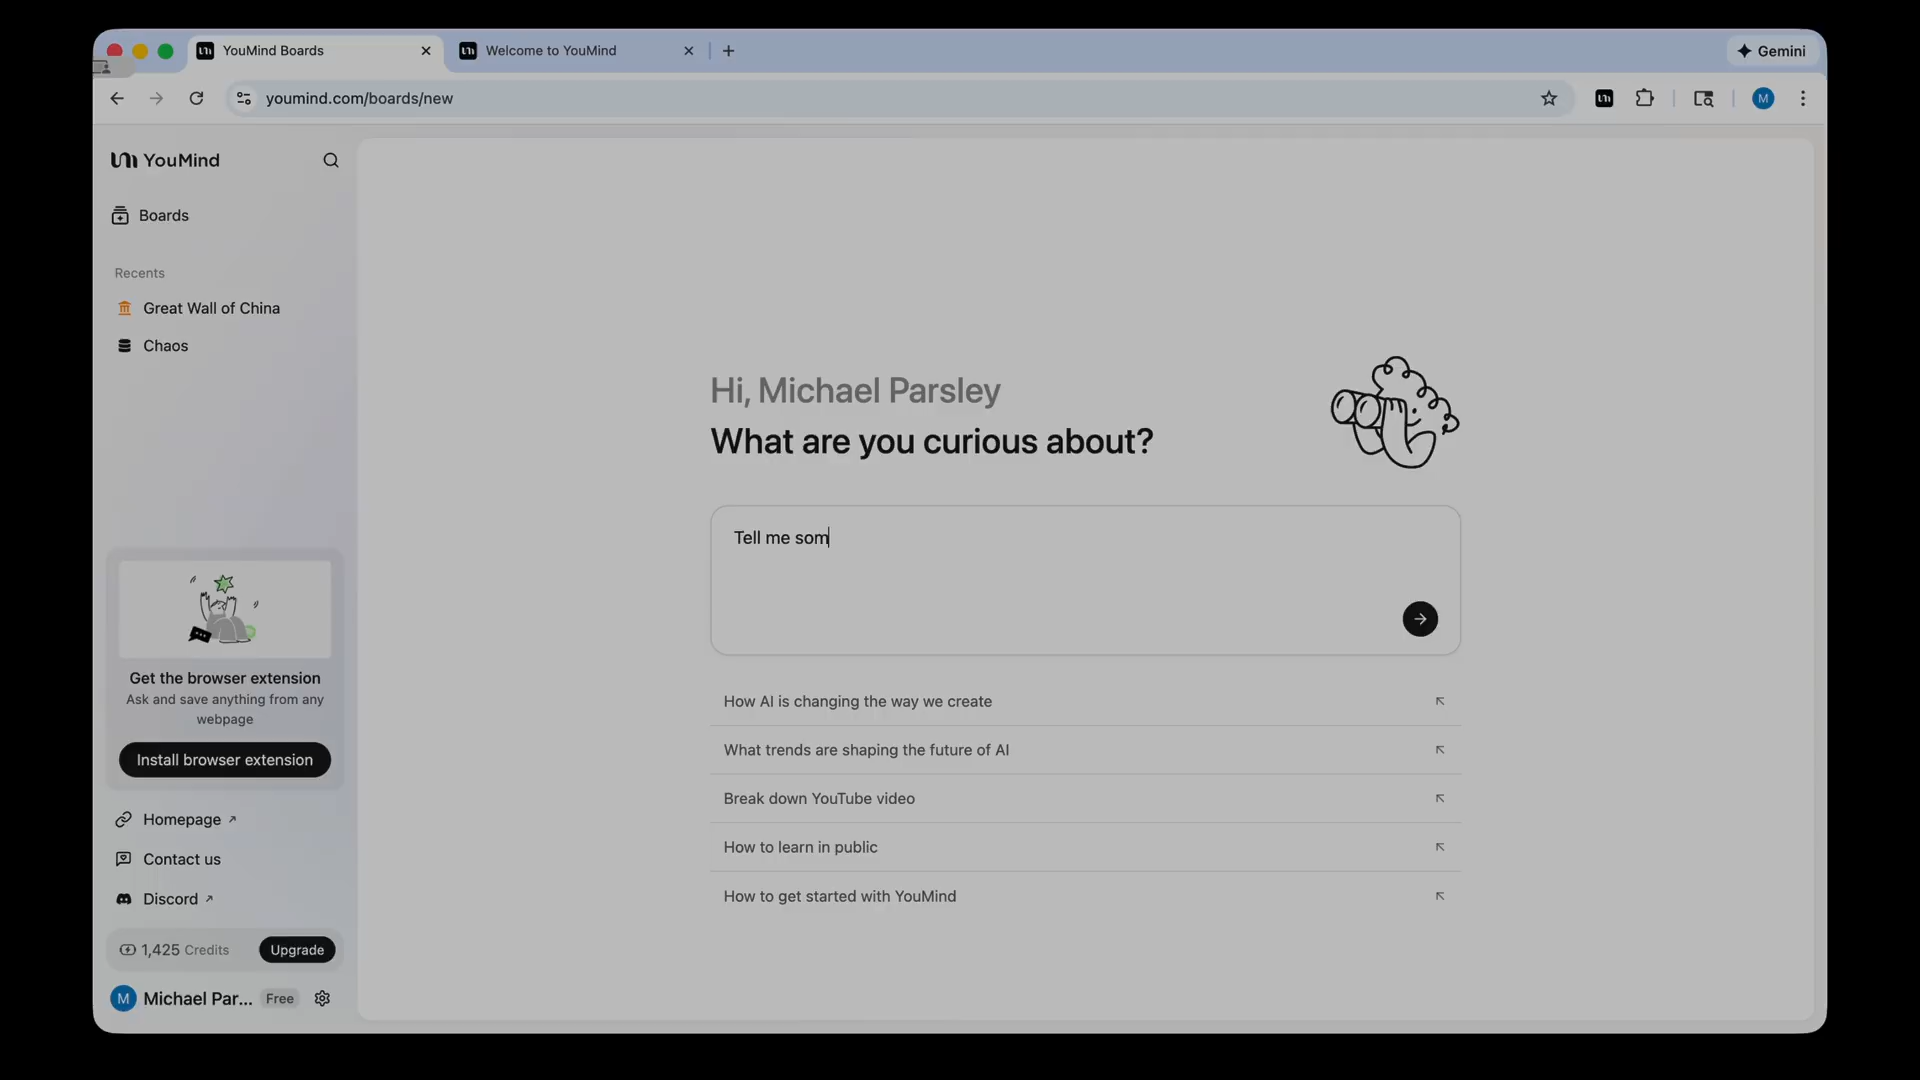 YouMind Boards
Welcome to YouMind
Gemini
youmind.com/boards/new
M
YouMind
Boards
Recents
Great Wall of China
Chaos
Hi, Michael Parsley
What are you curious about?
Tell me som
How AI is changing the way we create
What trends are shaping the future of AI
Break down YouTube video
How to learn in public
How to get started with YouMind
Get the browser extension
Ask and save anything from any
webpage
Install browser extension
Homepage
Contact us
Discord
1,425 Credits
Upgrade
M
Michael Par...
Free